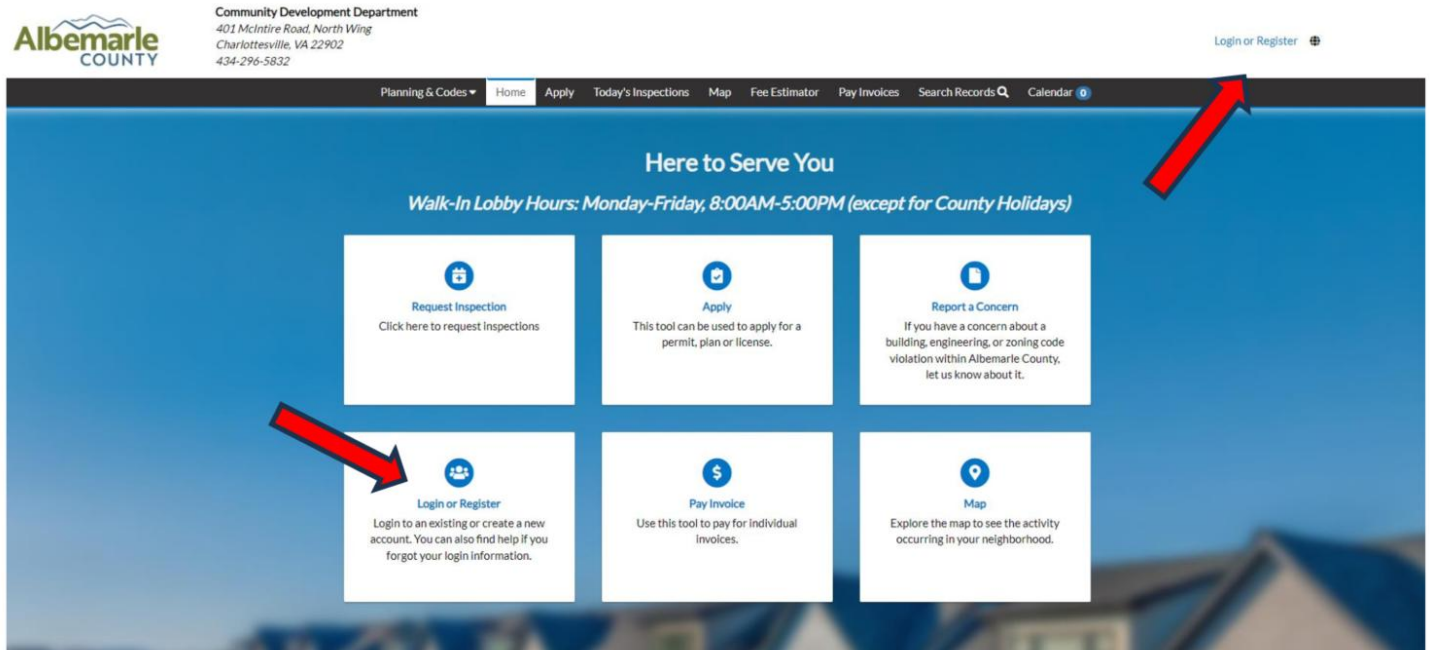 Albemarle
COUNTY
Community Development Department
401 McIntire Road, North Wing
Charlottesville, VA 22902
434-296-5832
Login or Register
Planning & Codes Home Apply Today's Inspections Map Fee Estimator Pay Invoices Search Records Calendar 0
Here to Serve You
Walk-In Lobby Hours: Monday-Friday, 8:00AM-5:00PM (except for County Holidays)
Request Inspection
Click here to request inspections
Apply
This tool can be used to apply for a
permit, plan or license.
Report a Concern
If you have a concern about a
building, engineering, or zoning code
violation within Albemarle County,
let us know about it.
Login or Register
Login to an existing or create a new
account. You can also find help if you
forgot your login information.
$
Pay Invoice
Use this tool to pay for individual
invoices.
Map
Explore the map to see the activity
occurring in your neighborhood.